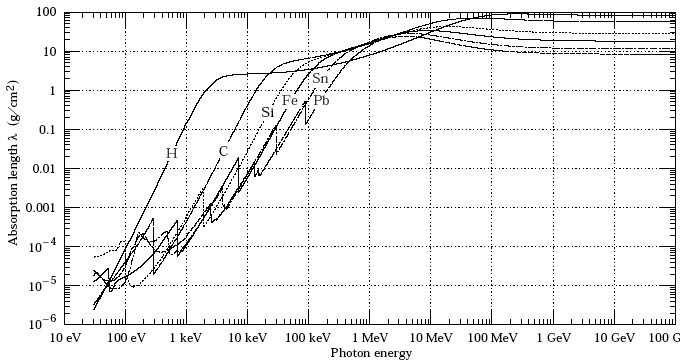 100
10
1
0.1
0.01
0.001
10−4
10−5
10−6
Absorption length λ (g/cm2)
H
C
Si
Fe
Sn
Pb
10 eV 100 eV 1 keV 10 keV 100 keV 1 MeV 10 MeV 100 MeV 1 GeV 10 GeV 100 G
Photon energy